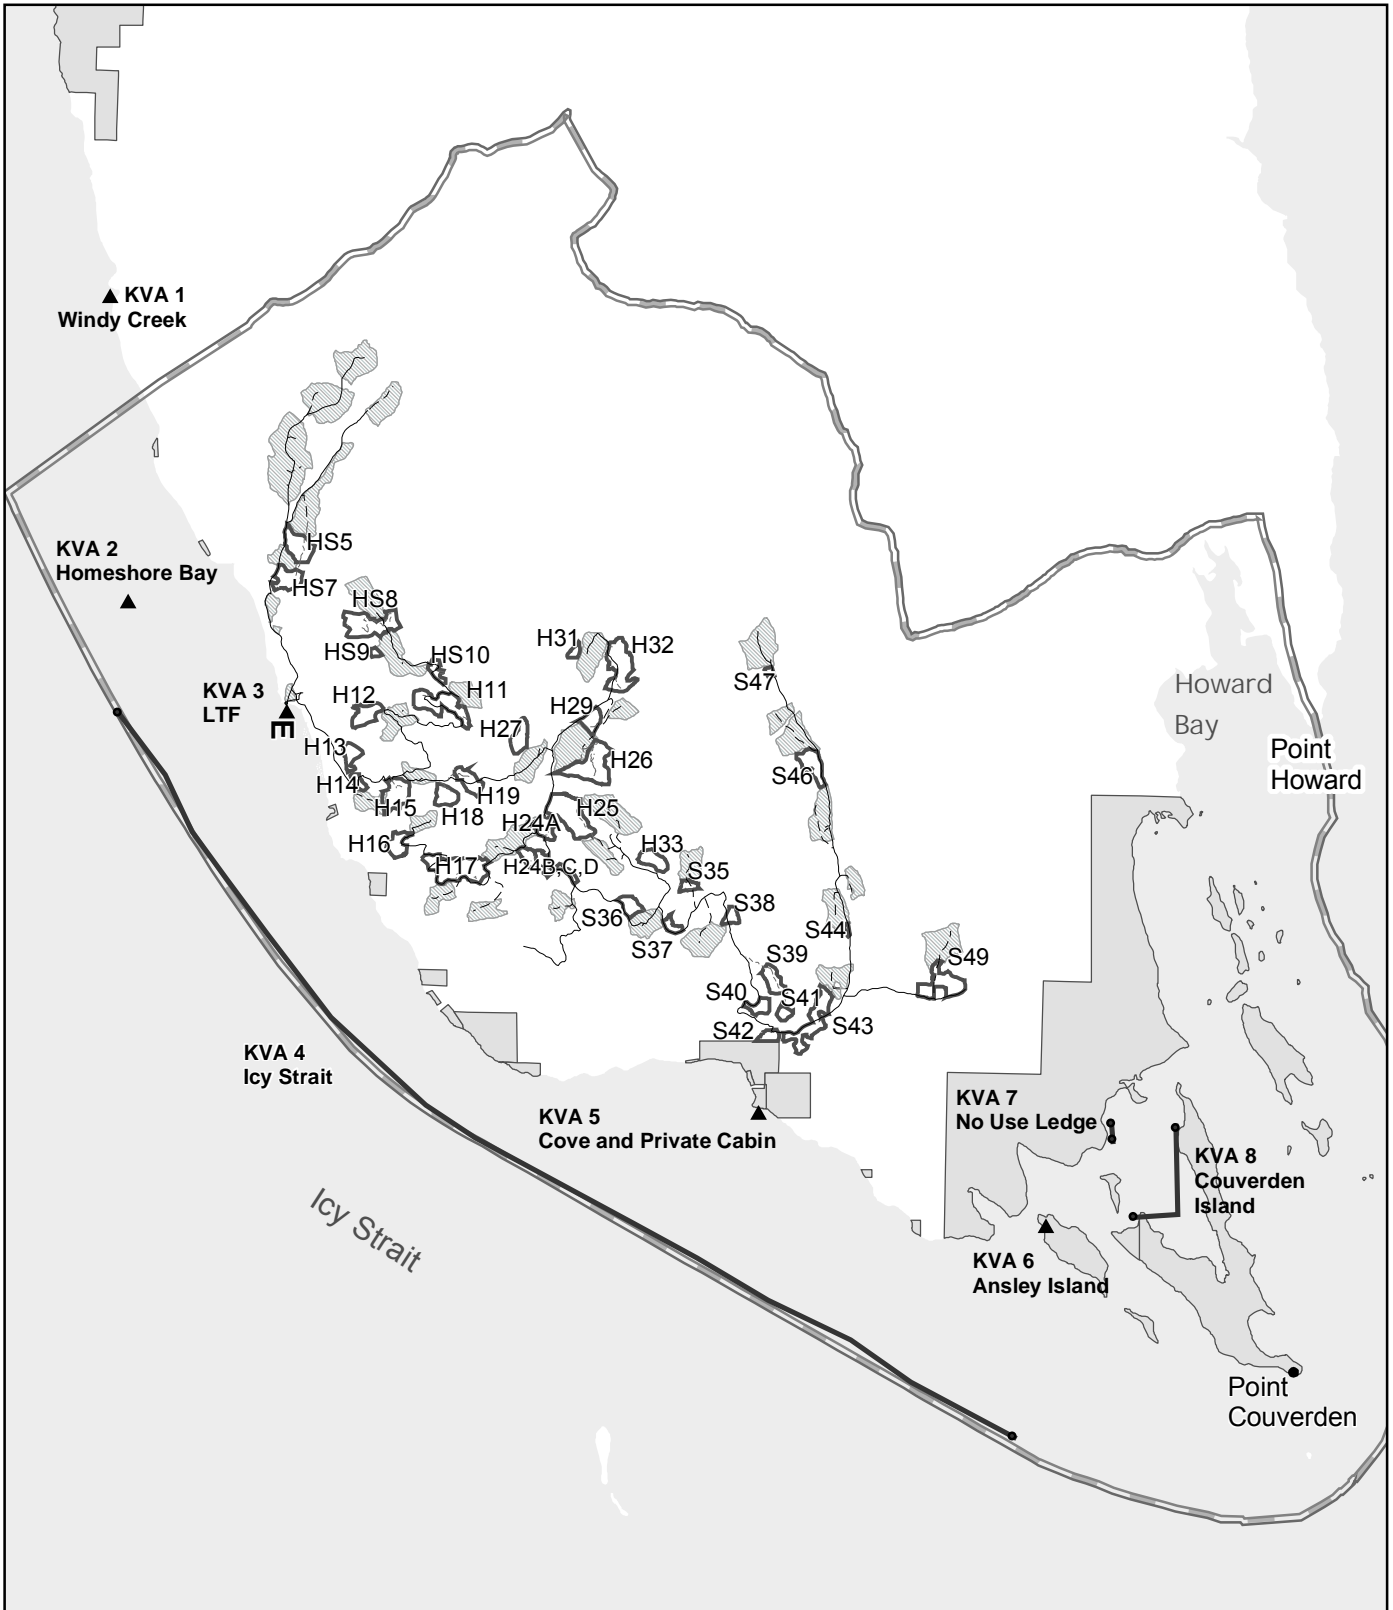 KVA 1
Windy Creek
KVA 2
Homeshore Bay
HS5
HS7
HS8
HS9
HS10
H31
H32
S47
KVA 3
LTF
E
H12
H11
H29
H27
Howard
Bay
Point
Howard
H13
H26
S46
H14
H15
H18
H19
H25
H24A
H16
H17
H24B,C,D
H33
S35
S36
S38
S37
S44
S39
S49
S40
S41
S42
S43
KVA 4
Icy Strait
KVA 5
Cove and Private Cabin
KVA 7
No Use Ledge
KVA 8
Couverden
Island
Icy Strait
KVA 6
Ansley Island
Point
Couverden